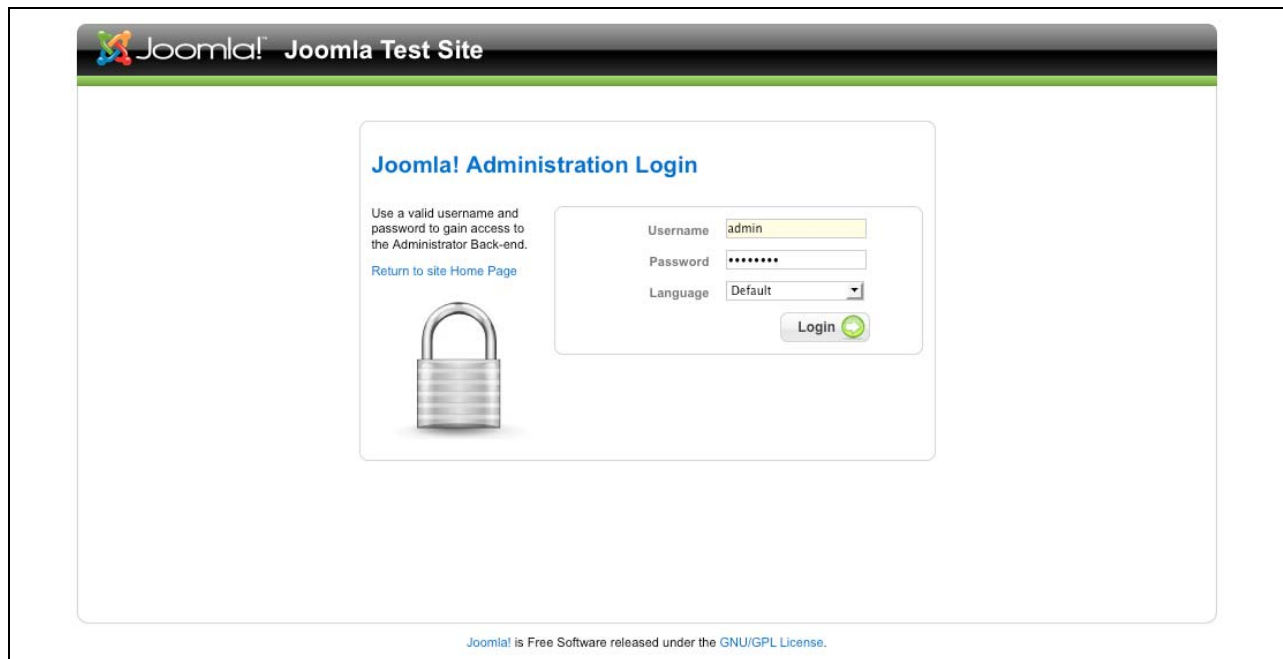 Joomla!™ Joomla Test Site
Joomla! Administration Login
Use a valid username and
password to gain access to
the Administrator Back-end.
Return to site Home Page
Username admin
Password ••••••••
Language Default
Login
Joomla! is Free Software released under the GNU/GPL License.